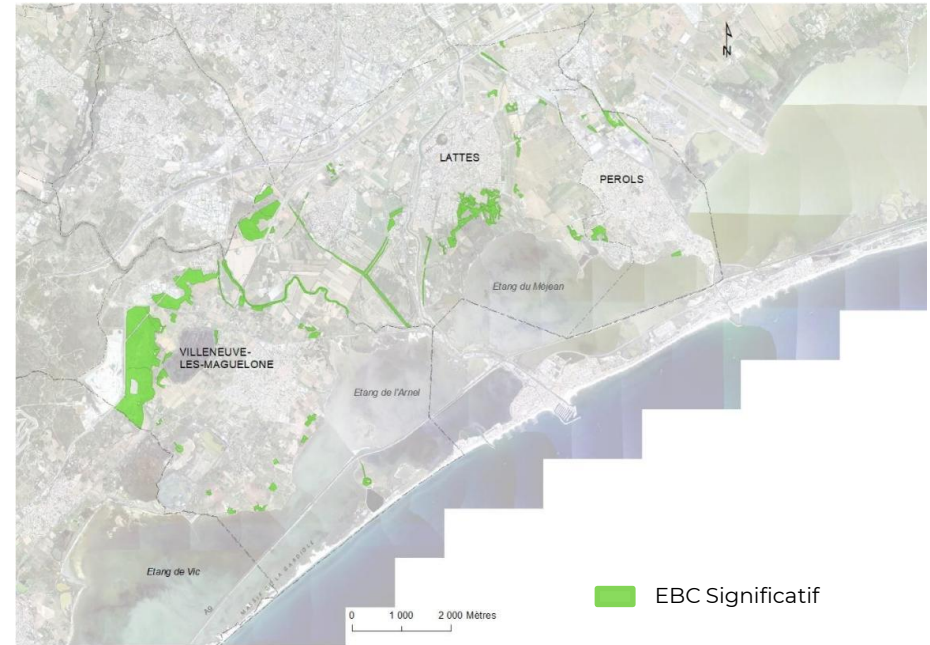 N
LATTES
PEROLS
Etang du Méjean
VILLENEUVE-
LES-MAGUELONE
Etang de l'Arnel
Etang de Vic
EBC Significatif
0 1 000 2 000 Mètres